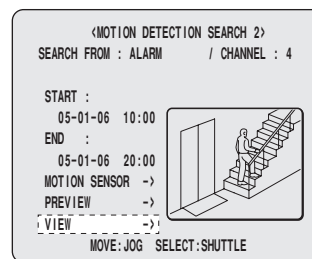 <MOTION DETECTION SEARCH 2>
SEARCH FROM : ALARM / CHANNEL : 4
START :
05-01-06 10:00
END :
05-01-06 20:00
MOTION SENSOR ->
PREVIEW ->
VIEW ->
MOVE:JOG SELECT:SHUTTLE